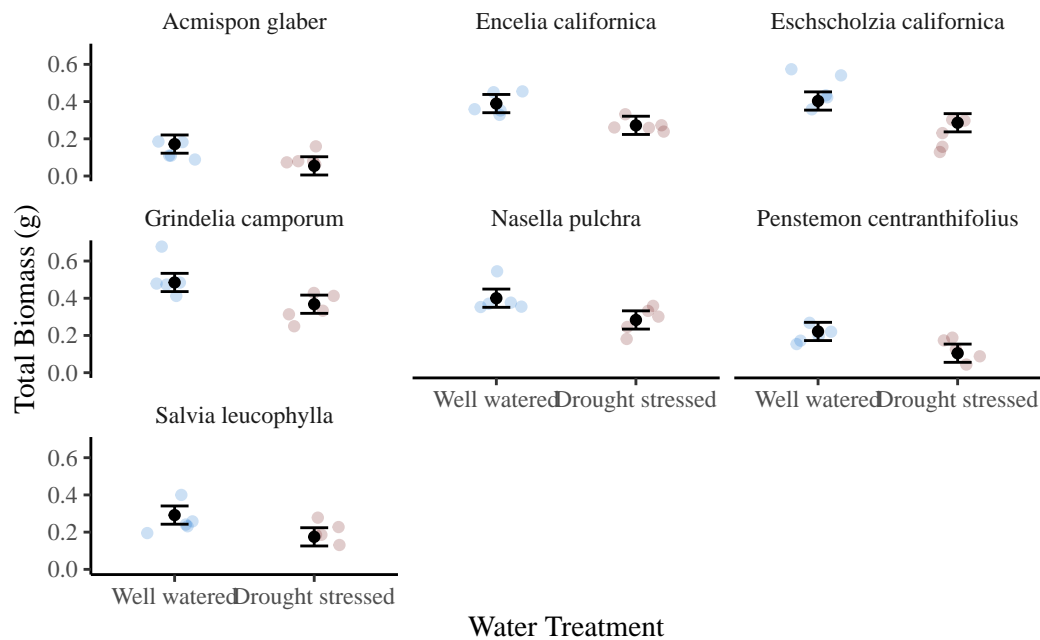 Acmispon glaber
Encelia californica
Eschscholzia californica
0.6
0.4
0.2
0.0
Grindelia camporum
Nasella pulchra
Penstemon centranthifolius
0.6
0.4
0.2
0.0
Well watered
Drought stressed
Well watered
Drought stressed
Salvia leucophylla
0.6
0.4
0.2
0.0
Well watered
Drought stressed
Total Biomass (g)
Water Treatment